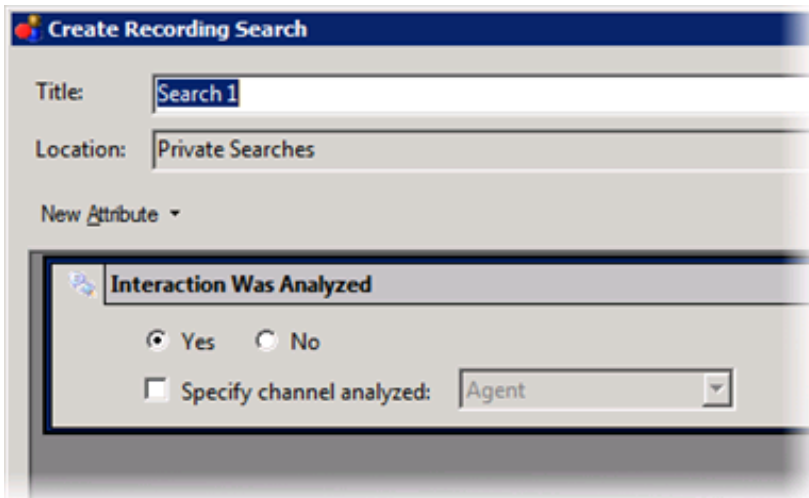 Create Recording Search
Title: Search 1
Location: Private Searches
New Attribute
Interaction Was Analyzed
Yes No
Specify channel analyzed: Agent